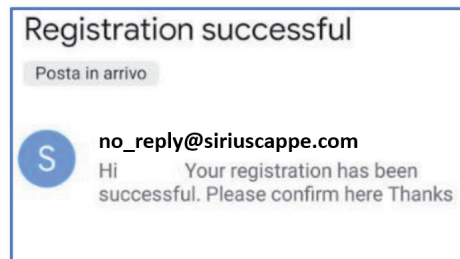 Registration successful
Posta in arrivo
S
no_reply@siriuscappe.com
Hi Your registration has been
successful. Please confirm here Thanks